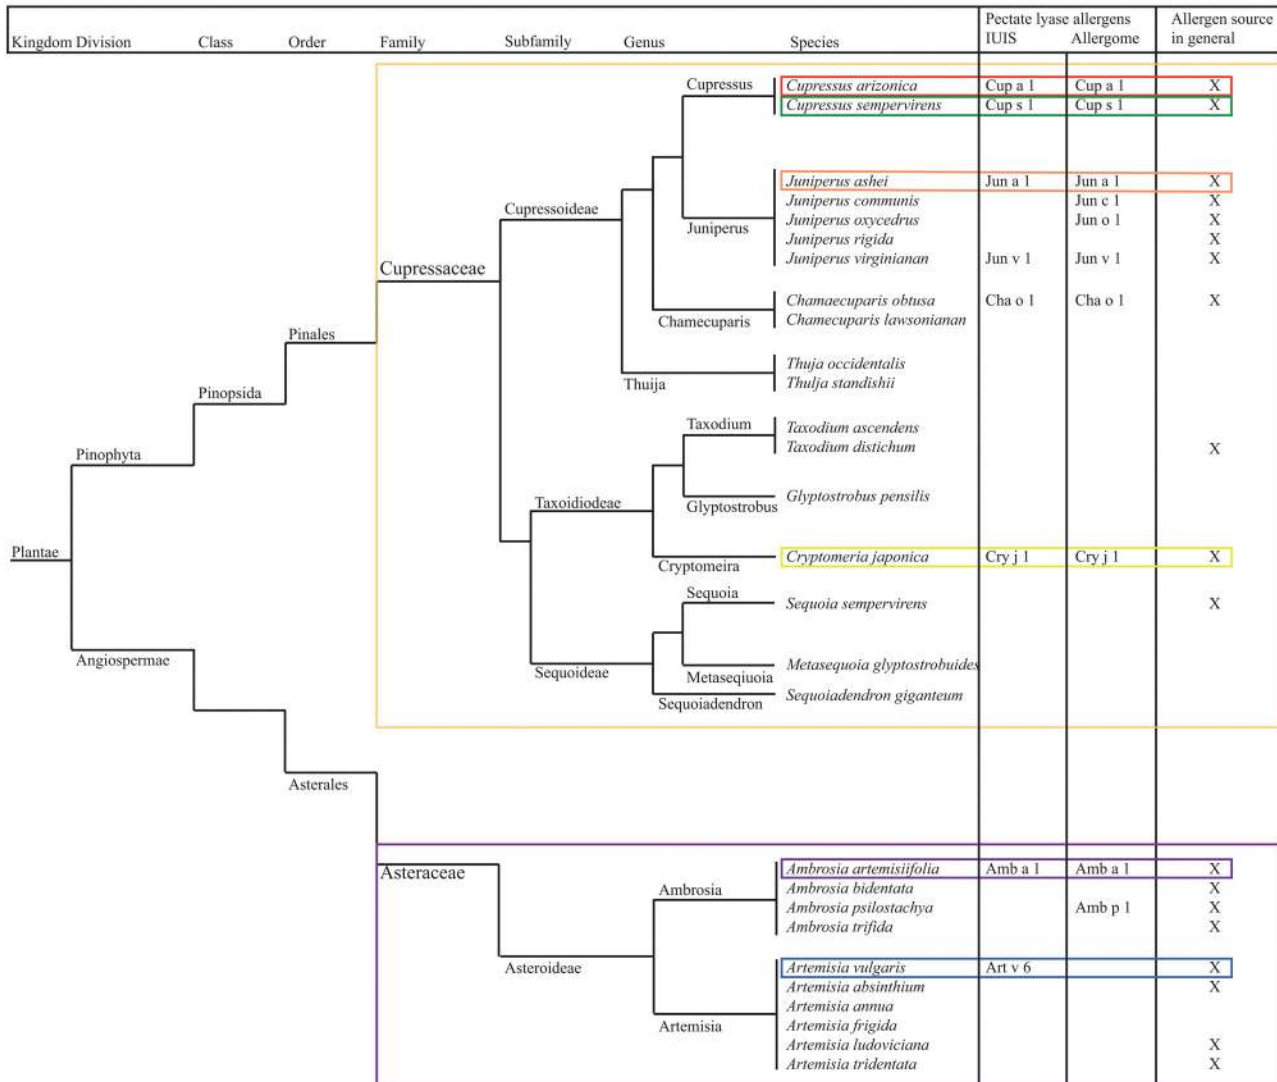 Pectate lyase allergens Allergen source
Kingdom Division Class Order Family Subfamily Genus Species IUIS Allergome in general
Cupressus Cupressus arizonica Cup a 1 Cup a 1 X
Cupressus sempervirens Cup s 1 Cup s 1 X
Juniperus ashei Jun a 1 Jun a 1 X
Juniperus communis Jun c 1 X
Cupressoideae Juniperus oxycedrus Jun o 1 X
Juniperus Juniperus rigida X
Juniperus virginianan Jun v 1 Jun v 1 X
Cupressaceae
Chamaecuparis obtusa Cha o 1 Cha o 1 X
Chamecuparis Chamecuparis lawsonianan
Pinales
Thuja occidentalis
Thuija Thulja standishii
Pinopsida
Taxodium Taxodium ascendens
Taxodium distichum X
Pinophyta
Taxoidiodeae Glyptostrobus Glyptostrobus pensilis
Plantae
Cryptomeira Cryptomeria japonica Cry j 1 Cry j 1 X
Sequoia
Sequoia sempervirens X
Angiospermae
Sequoideae Metaseqiuoia Metasequoia glyptostrobuides
Sequoiadendron Sequoiadendron giganteum
Asterales
Asteraceae Ambrosia artemisiifolia Amb a 1 Amb a 1 X
Ambrosia Ambrosia bidentata X
Ambrosia psilostachya Amb p 1 X
Ambrosia trifida X
Asteroideae Artemisia vulgaris Art v 6 X
Artemisia absinthium X
Artemisia annua
Artemisia Artemisia frigida
Artemisia ludoviciana X
Artemisia tridentata X